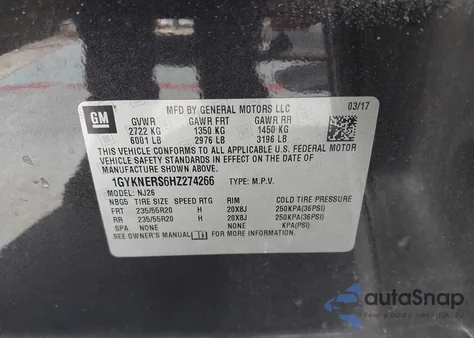 GM
MFD BY GENERAL MOTORS LLC 03/17
GVWR GAWR FRT GAWR RR
2722 KG 1350 KG 1450 KG
6001 LB 2976 LB 3196 LB
THIS VEHICLE CONFORMS TO ALL APPLICABLE U.S. FEDERAL MOTOR
VEHICLE SAFETY AND THEFT PREVENTION STANDARDS IN EFFECT ON THE DATE OF
MANUFACTURE SHOWN ABOVE.
1GYKNERS6HZ274266 TYPE: M.P.V.
MODEL: NJ26
NBG5 TIRE SIZE SPEED RTG RIM COLD TIRE PRESSURE
FRT 235/55R20 H 20X8J 250KPA(36PSI)
RR 235/55R20 H 20X8J 250KPA(36PSI)
SPA NONE NONE KPA(PSI)
SEE OWNER'S MANUAL FOR MORE INFORMATION
autoSnap